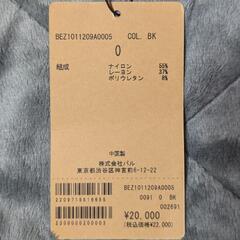 BEZ1011209A0005 COL. BK
0
組成 ナイロン 55%
レーヨン 37%
ポリウレタン 8%
中国製
株式会社パル
東京都渋谷区神宮前6-12-22
BEZ1011209A0005
0091 0 BK
002691
¥20,000
(税込価格¥22,000)